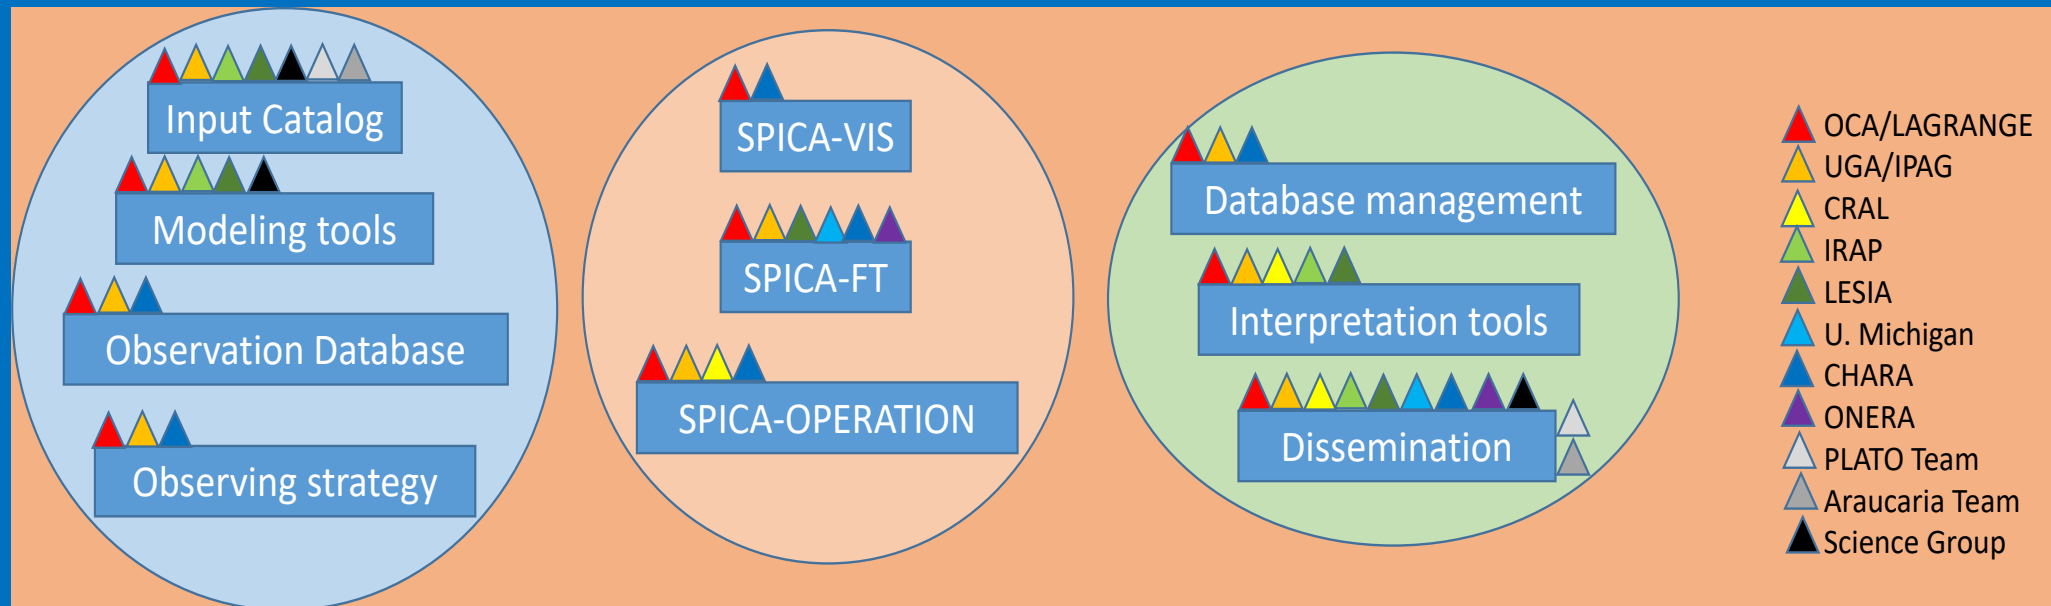 Input Catalog
Modeling tools
Observation Database
Observing strategy
SPICA-VIS
SPICA-FT
SPICA-OPERATION
Database management
Interpretation tools
Dissemination
OCA/LAGRANGE
UGA/IPAG
CRAL
IRAP
LESIA
U. Michigan
CHARA
ONERA
PLATO Team
Araucaria Team
Science Group